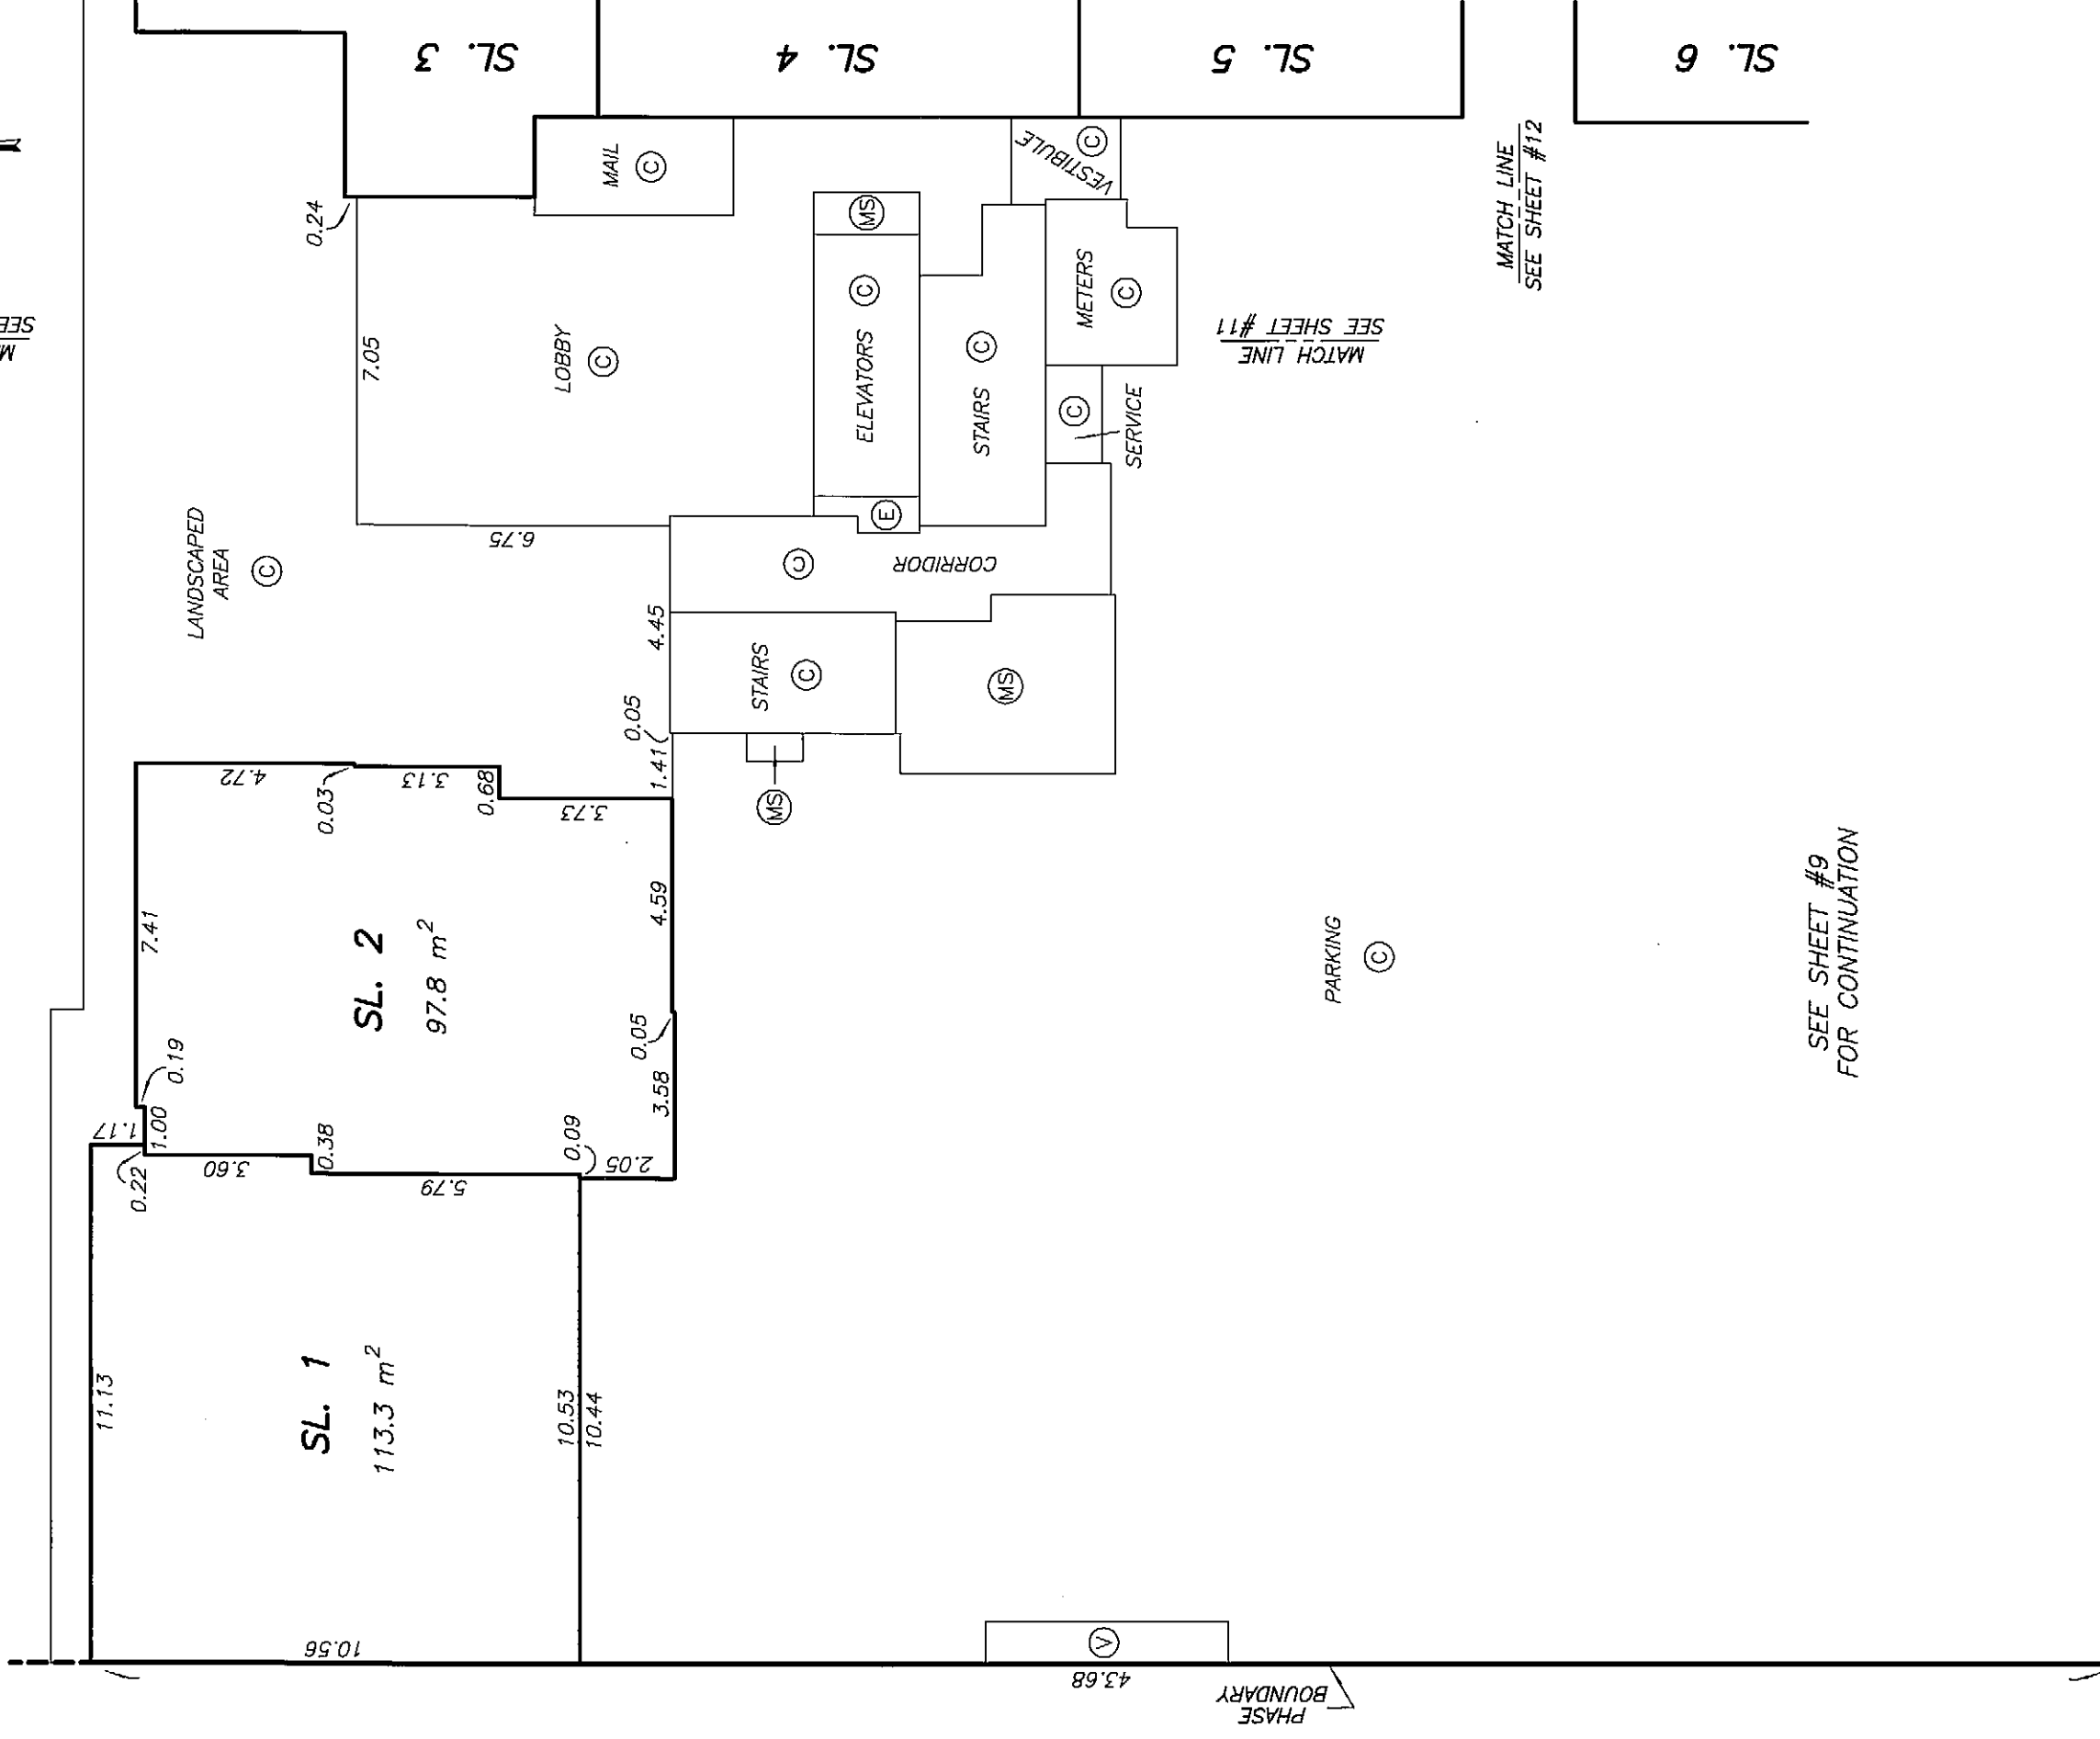 SL. 3
SL. 4
SL. 5
SL. 6
MAIL
C
VESTIBULE
C
MATCH LINE
SEE SHEET #12
0.24
MS
7.05
LOBBY
C
ELEVATORS
C
STAIRS
C
METERS
C
MATCH LINE
SEE SHEET #11
SEE
C
SERVICE
E
6.75
LANDSCAPED
AREA
C
C
CORRIDOR
4.45
STAIRS
C
MS
0.05
1.41
MS
4.72
0.03
3.13
0.68
3.73
7.41
SL. 2
97.8 m²
4.59
0.05
3.58
0.19
1.00
1.17
0.22
3.60
0.38
5.79
0.09
2.05
PARKING
C
SEE SHEET #9
FOR CONTINUATION
11.13
SL. 1
113.3 m²
10.53
10.44
10.56
V
43.68
PHASE
BOUNDARY